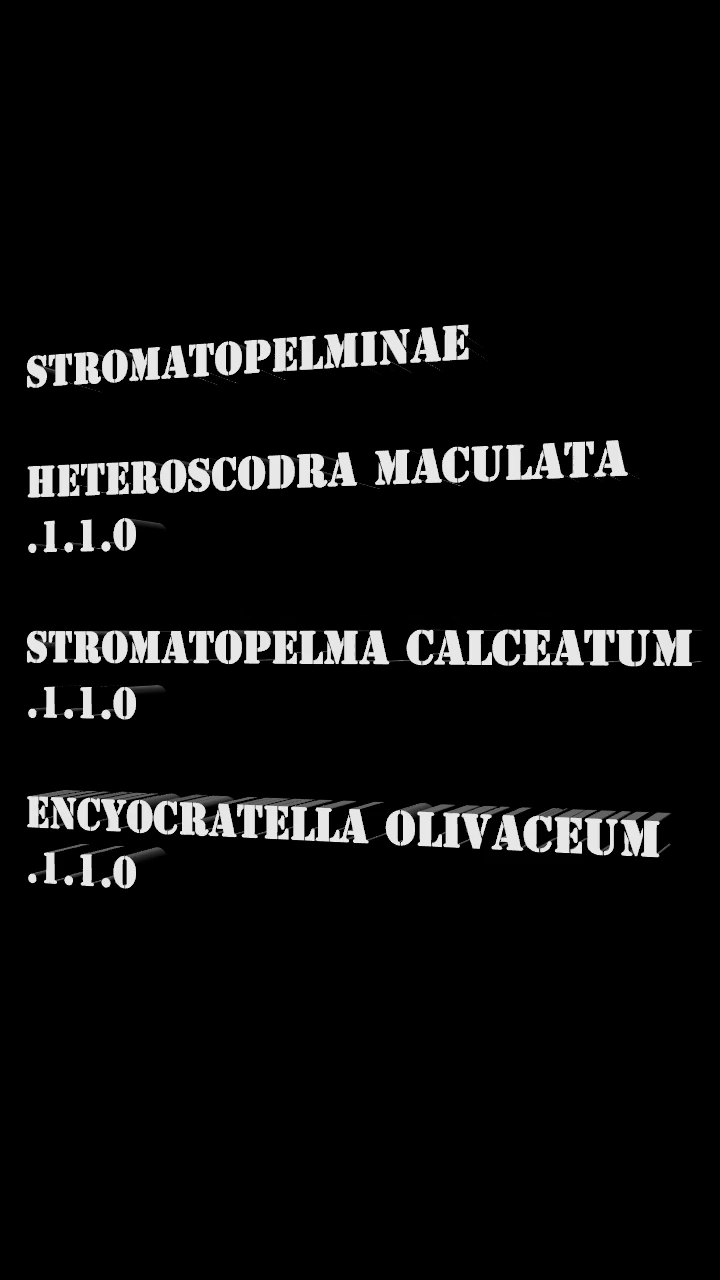 STROMATOPELMINAE
HETEROSCODRA MACULATA
.1.1.0
STROMATOPELMA CALCEATUM
.1.1.0
ENCYOCRATELLA OLIVACEUM
.1.1.0